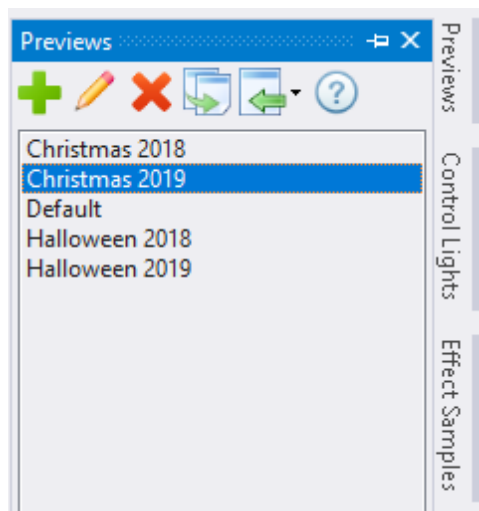 Previews
Christmas 2018
Christmas 2019
Default
Halloween 2018
Halloween 2019
Previews
Control Lights
Effect Samples